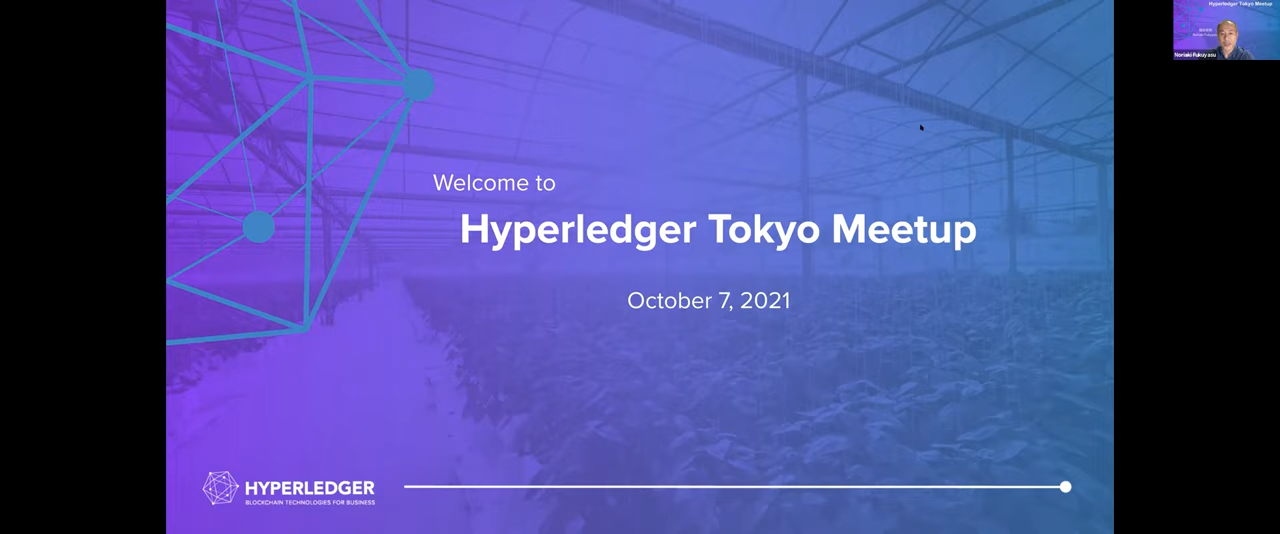 Welcome to
Hyperledger Tokyo Meetup
October 7, 2021
HYPERLEDGER
BLOCKCHAIN TECHNOLOGIES FOR BUSINESS
Hyperledger Tokyo Meetup
Noriaki Fukuyasu